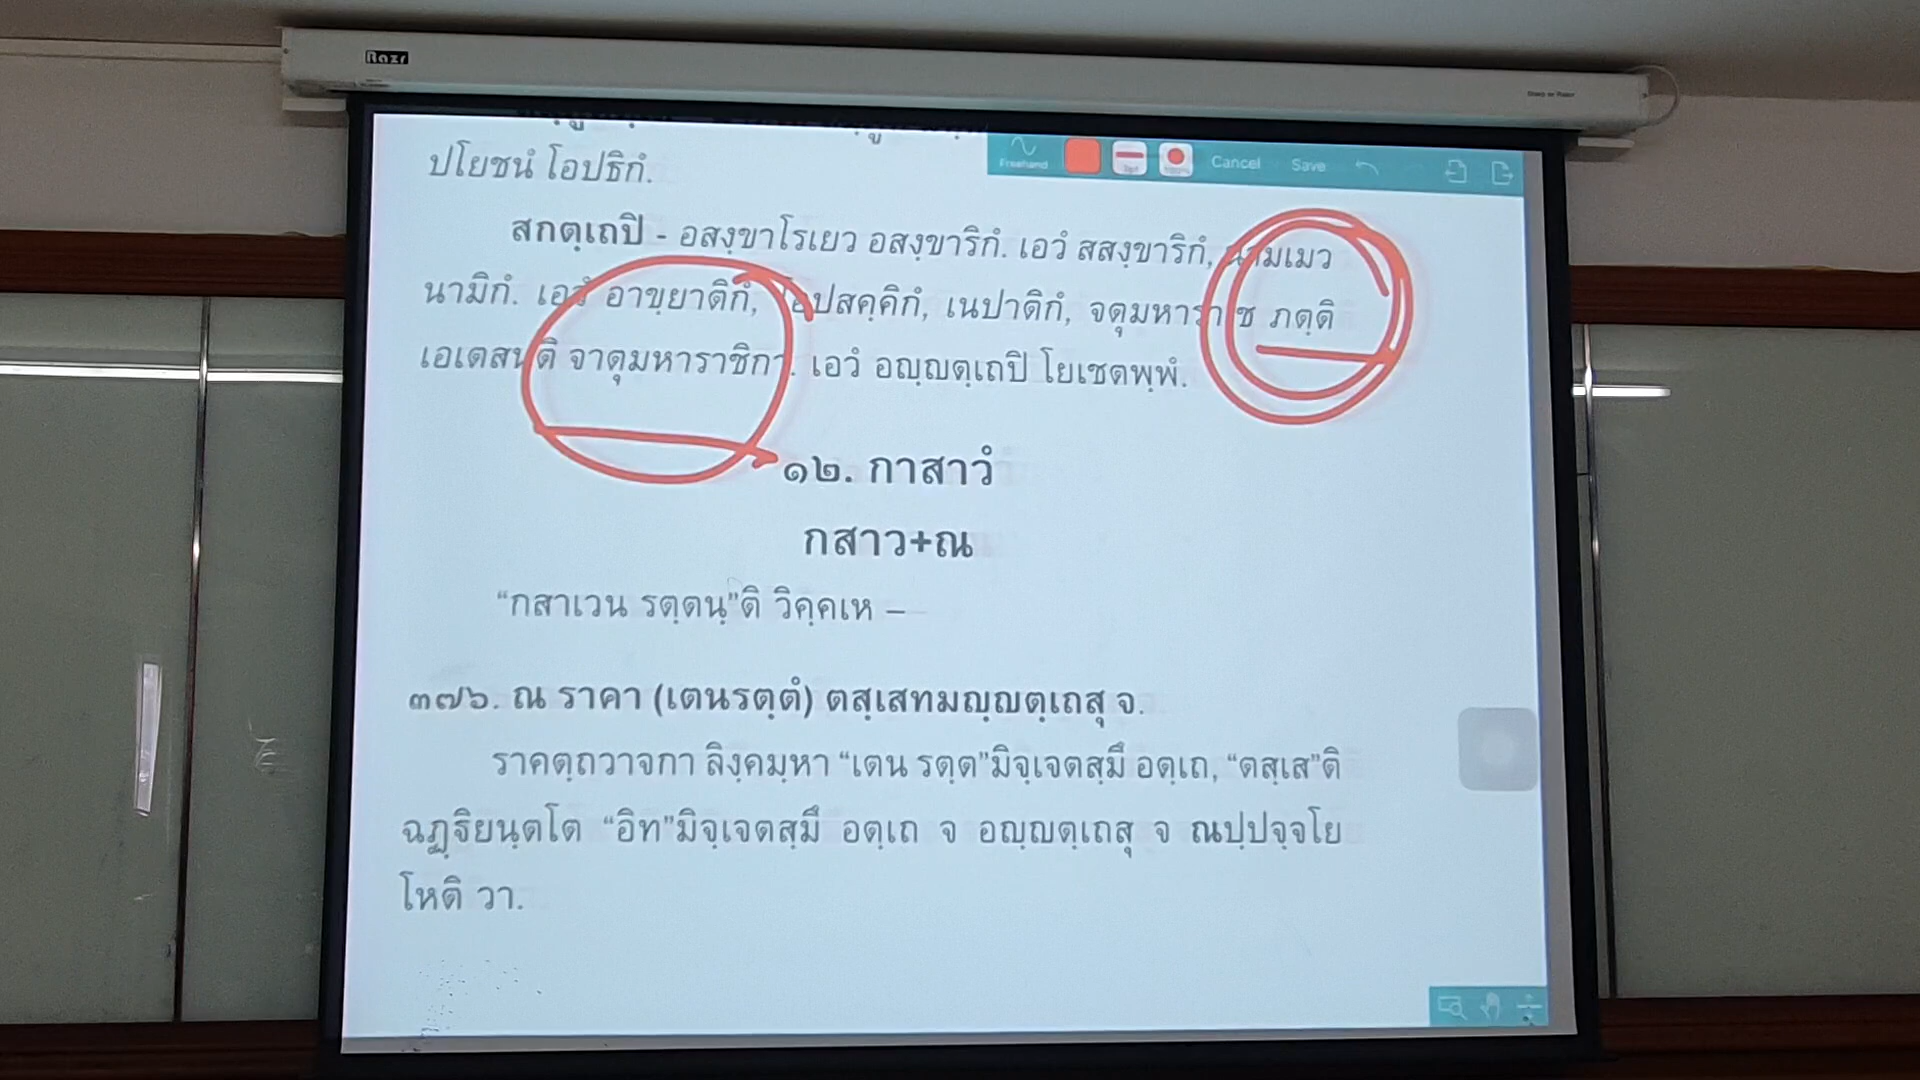 Razr
Freehand Cancel Save
ปโยชนํ โอปธิกํ.
สกตฺเถปิ - อสงฺขาโรเยว อสงฺขาริกํ. เอวํ สสงฺขาริกํ, นามเมว
นามิกํ. เอวํ อาขฺยาติกํ, โอปสคฺคิกํ, เนปาติกํ, จตุมหาราช ภตฺติ
เอเตสนฺติ จาตุมหาราชิกา. เอวํ อญฺญตฺเถปิ โยเชตพฺพํ.
๑๒. กาสาวํ
กสาว+ณ
“กสาเวน รตฺตนฺ”ติ วิคฺคเห –
๓๗๖. ณ ราคา (เตนรตฺตํ) ตสฺเสทมญฺญตฺเถสุ จ.
ราคตฺถวาจกา ลิงฺคมฺหา “เตน รตฺต”มิจฺเจตสฺมึ อตฺเถ, “ตสฺเส”ติ
ฉฏฺฐิยนฺตโต “อิท”มิจฺเจตสฺมึ อตฺเถ จ อญฺญตฺเถสุ จ ณปฺปจฺจโย
โหติ วา.